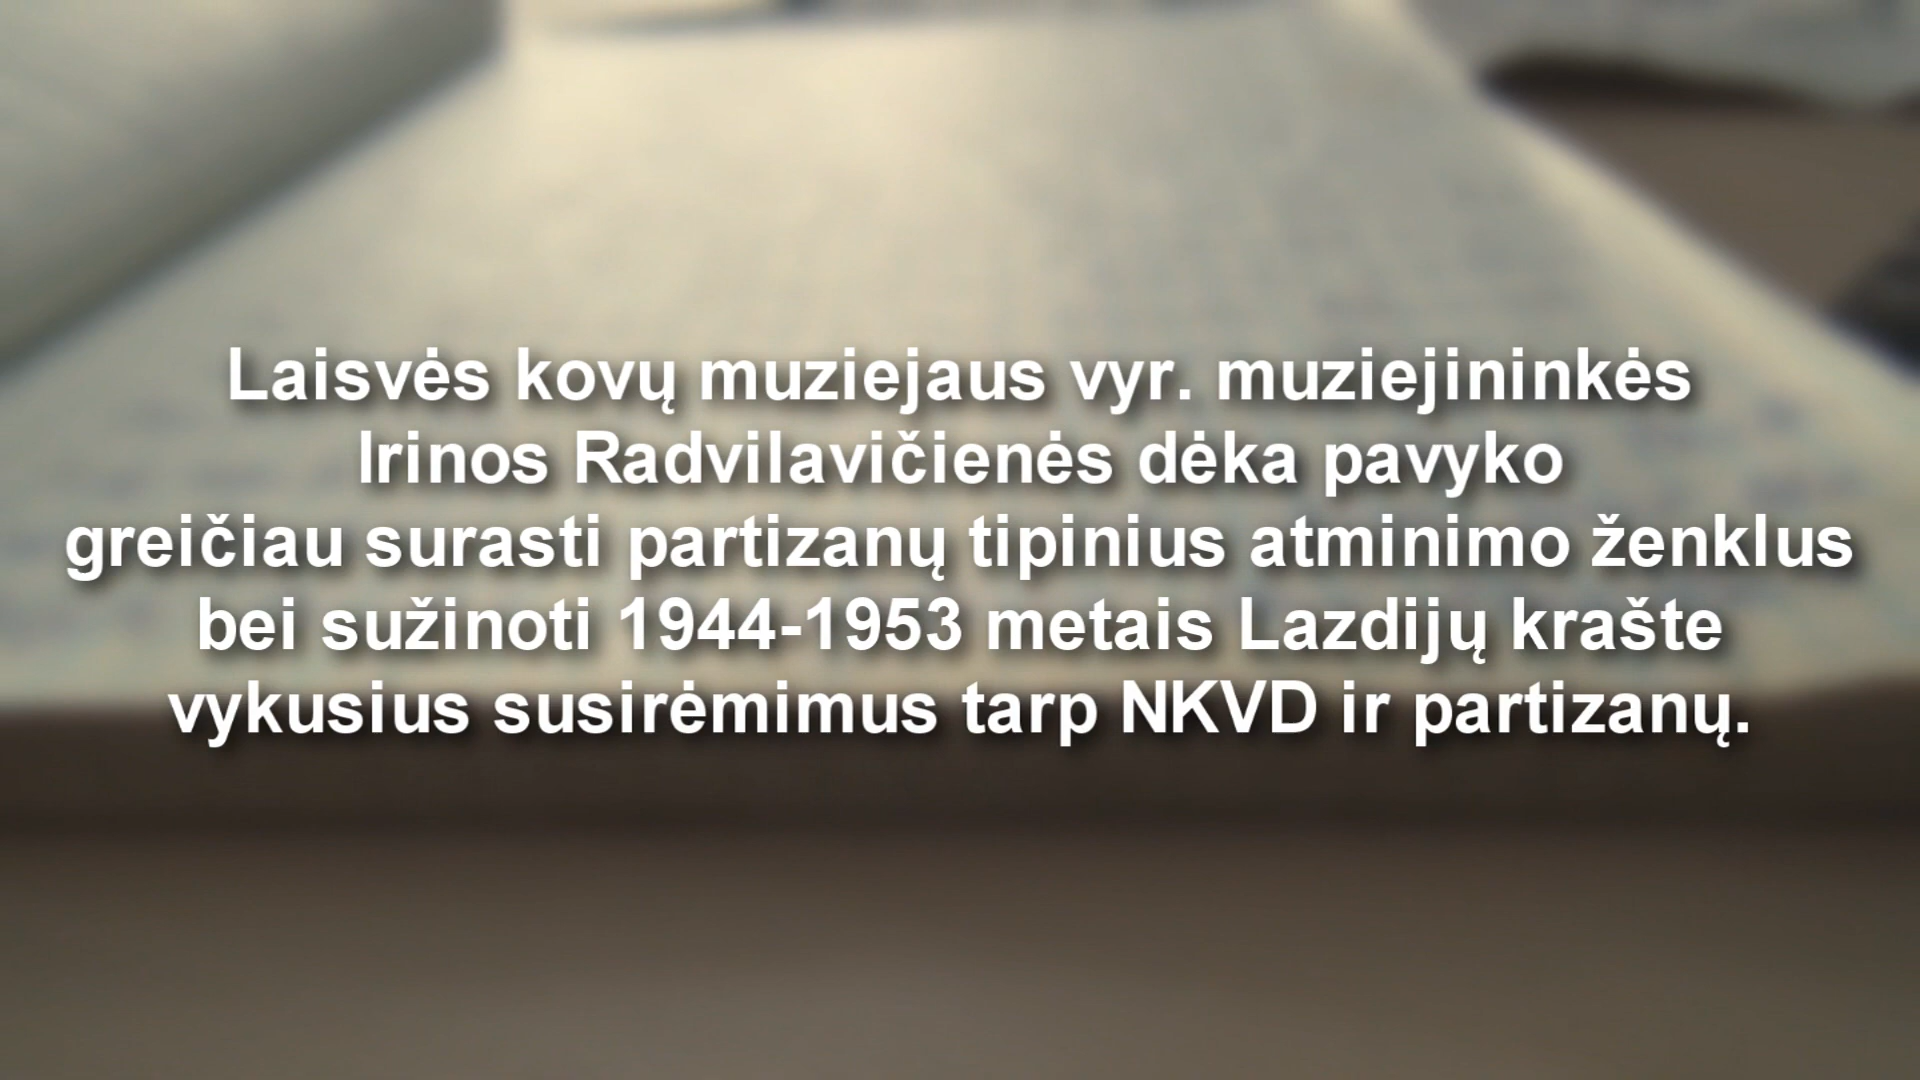 Laisvės kovų muziejaus vyr. muziejininkės
Irinos Radvilavičienės dėka pavyko
greičiau surasti partizanų tipinius atminimo ženklus
bei sužinoti 1944-1953 metais Lazdijų krašte
vykusius susirėmimus tarp NKVD ir partizanų.